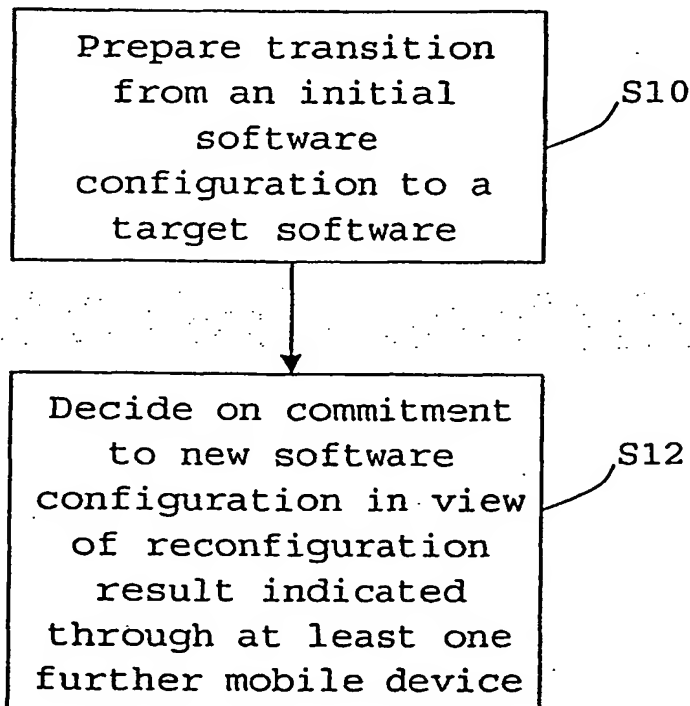 Prepare transition
from an initial
software
configuration to a
target software
S10
Decide on commitment
to new software
configuration in view
of reconfiguration
result indicated
through at least one
further mobile device
S12